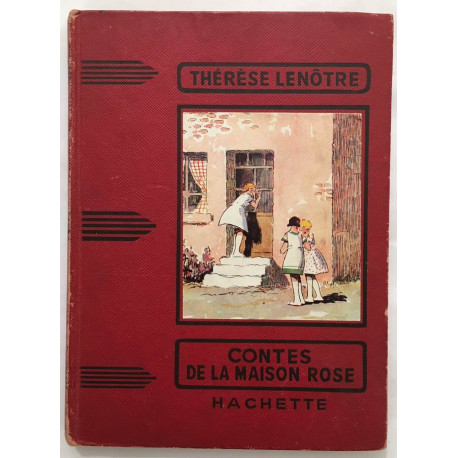 THÉRÈSE LENÔTRE
CONTES
DE LA MAISON ROSE
HACHETTE